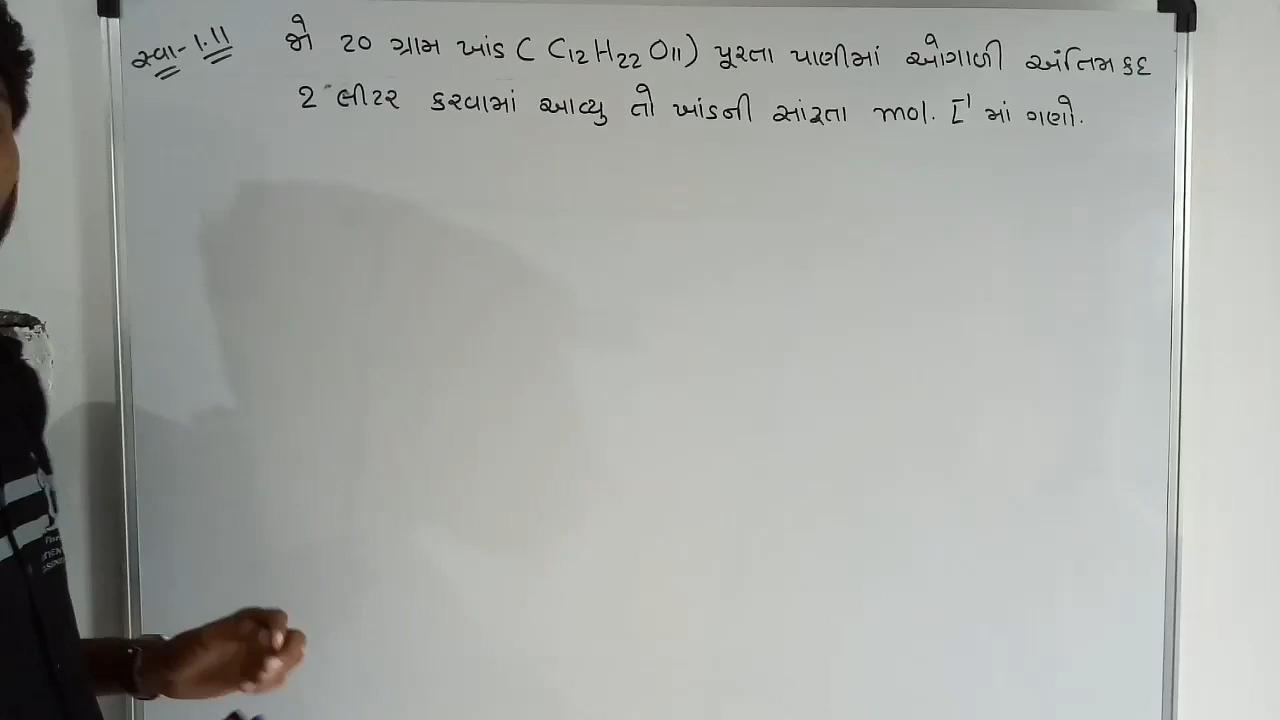 સ્વા-1.11 જો 20 ગ્રામ ખાંડ ( C12H22O11) પૂરતા પાણીમાં ઓગાળી અંતિમ કદ
2 લીટર કરવામાં આવ્યુ તો ખાંડની સાંદ્રતા mol. L⁻¹ માં ગણો.